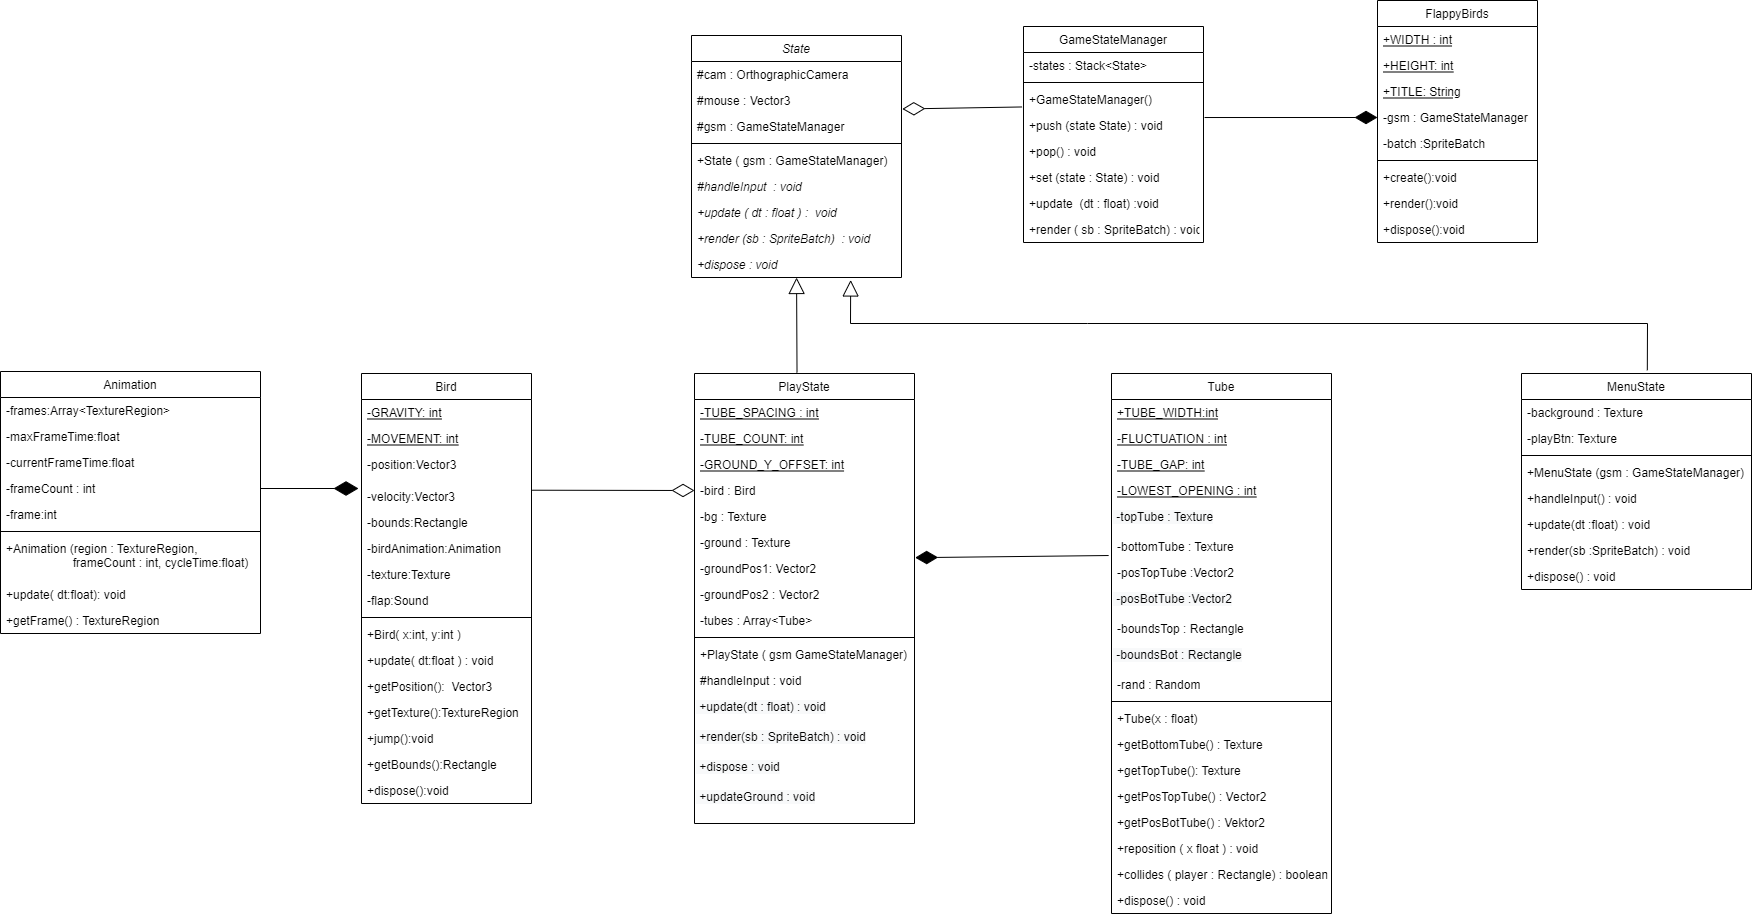 State
#cam : OrthographicCamera
#mouse : Vector3
#gsm : GameStateManager
+State ( gsm : GameStateManager)
#handleInput  : void
+update ( dt : float ) :  void
+render (sb : SpriteBatch)  : void
+dispose : void
GameStateManager
-states : Stack<State>
+GameStateManager()
+push (state State) : void
+pop() : void
+set (state : State) : void
+update  (dt : float) :void
+render ( sb : SpriteBatch) : voic
FlappyBirds
+WIDTH : int
+HEIGHT: int
+TITLE: String
-gsm : GameStateManager
-batch :SpriteBatch
+create():void
+render():void
+dispose():void
Animation
-frames:Array<TextureRegion>
-maxFrameTime:float
-currentFrameTime:float
-frameCount : int
-frame:int
+Animation (region : TextureRegion,
frameCount : int, cycleTime:float)
+update( dt:float): void
+getFrame() : TextureRegion
Bird
-GRAVITY: int
-MOVEMENT: int
-position:Vector3
-velocity:Vector3
-bounds:Rectangle
-birdAnimation:Animation
-texture:Texture
-flap:Sound
+Bird( x:int, y:int )
+update( dt:float ) : void
+getPosition():  Vector3
+getTexture():TextureRegion
+jump():void
+getBounds():Rectangle
+dispose():void
PlayState
-TUBE_SPACING : int
-TUBE_COUNT: int
-GROUND_Y_OFFSET: int
-bird : Bird
-bg : Texture
-ground : Texture
-groundPos1: Vector2
-groundPos2 : Vector2
-tubes : Array<Tube>
+PlayState ( gsm GameStateManager)
#handleInput : void
+update(dt : float) : void
+render(sb : SpriteBatch) : void
+dispose : void
+updateGround : void
Tube
+TUBE_WIDTH:int
-FLUCTUATION : int
-TUBE_GAP: int
-LOWEST_OPENING : int
-topTube : Texture
-bottomTube : Texture
-posTopTube :Vector2
-posBotTube :Vector2
-boundsTop : Rectangle
-boundsBot : Rectangle
-rand : Random
+Tube(x : float)
+getBottomTube() : Texture
+getTopTube(): Texture
+getPosTopTube() : Vector2
+getPosBotTube() : Vektor2
+reposition ( x float ) : void
+collides ( player : Rectangle) : boolean
+dispose() : void
MenuState
-background : Texture
-playBtn: Texture
+MenuState (gsm : GameStateManager)
+handleInput() : void
+update(dt :float) : void
+render(sb :SpriteBatch) : void
+dispose() : void